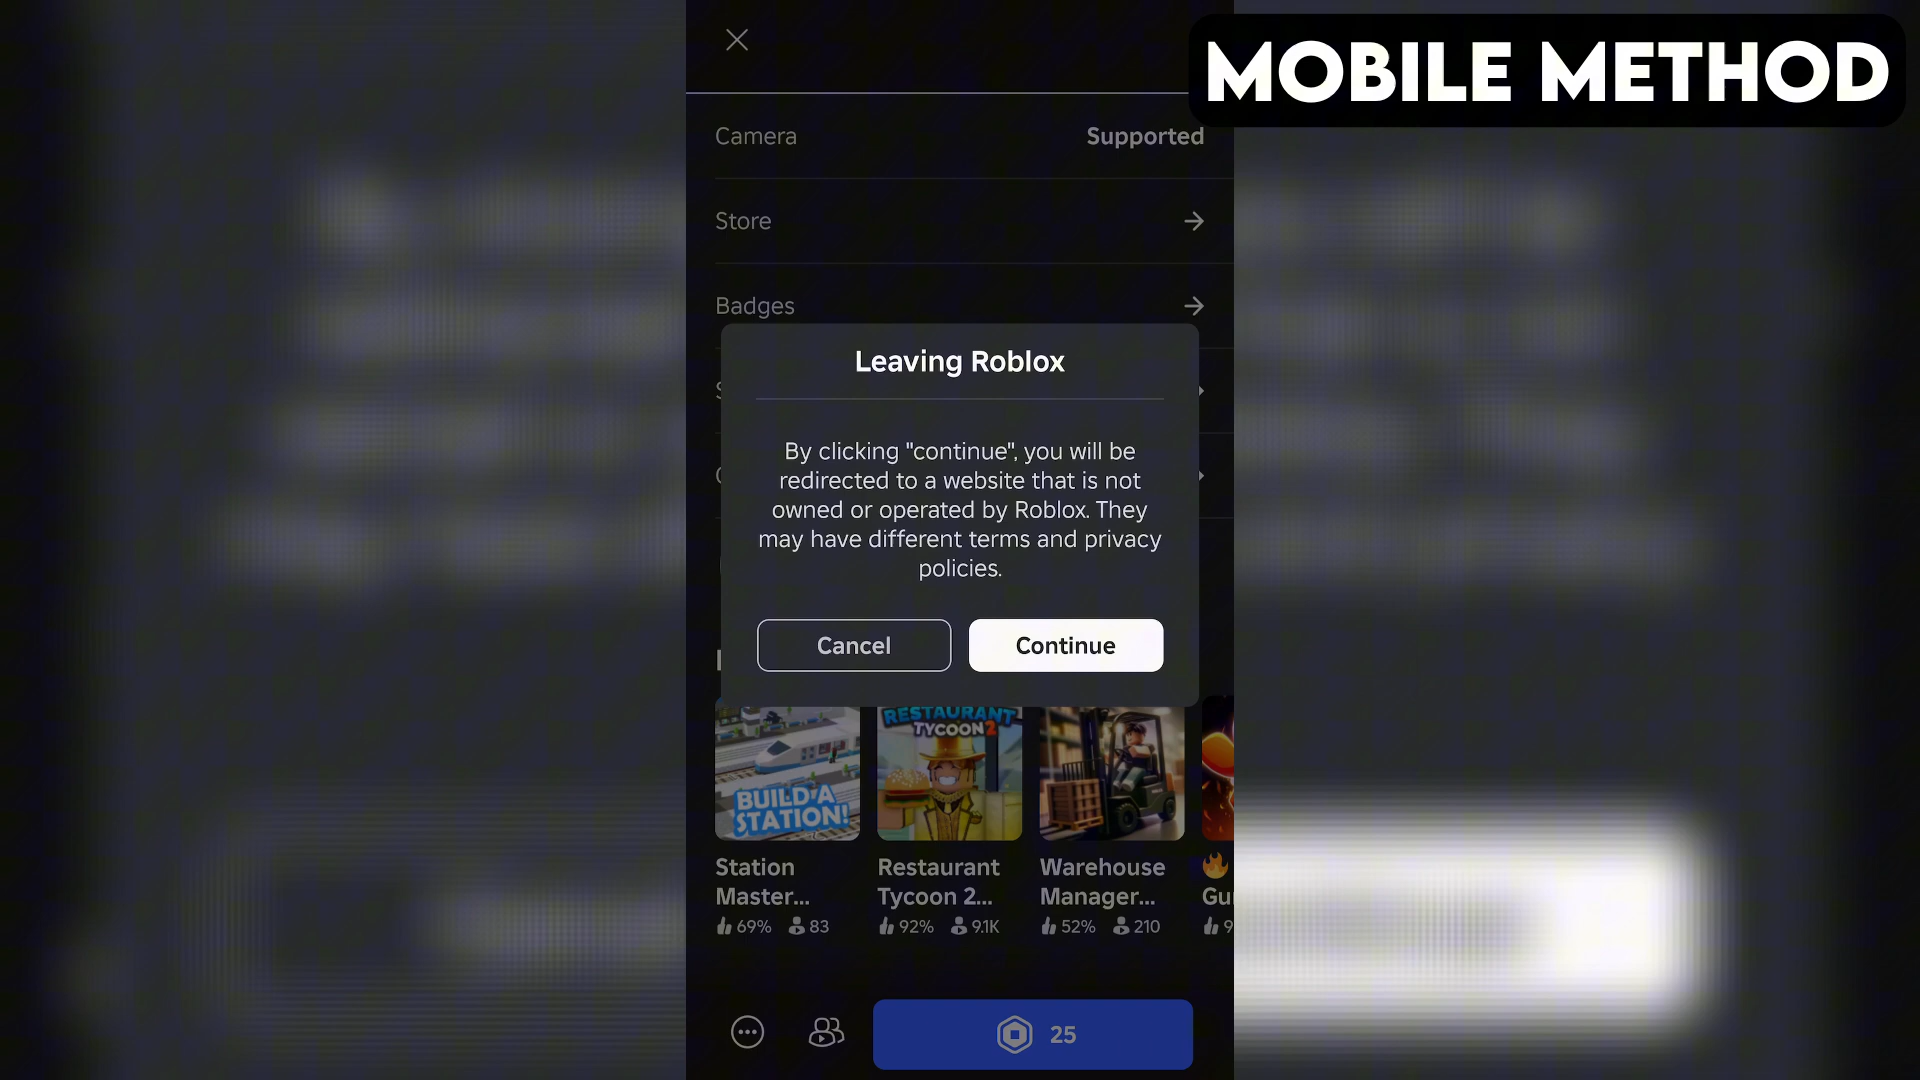 MOBILE METHOD
Camera Supported
Store
Badges
Leaving Roblox
By clicking "continue", you will be
redirected to a website that is not
owned or operated by Roblox. They
may have different terms and privacy
policies.
Cancel Continue
BUILD A
STATION!
RESTAURANT
TYCOON 2
Station
Master...
69% 83
Restaurant
Tycoon 2...
92% 9.1K
Warehouse
Manager...
52% 210
25